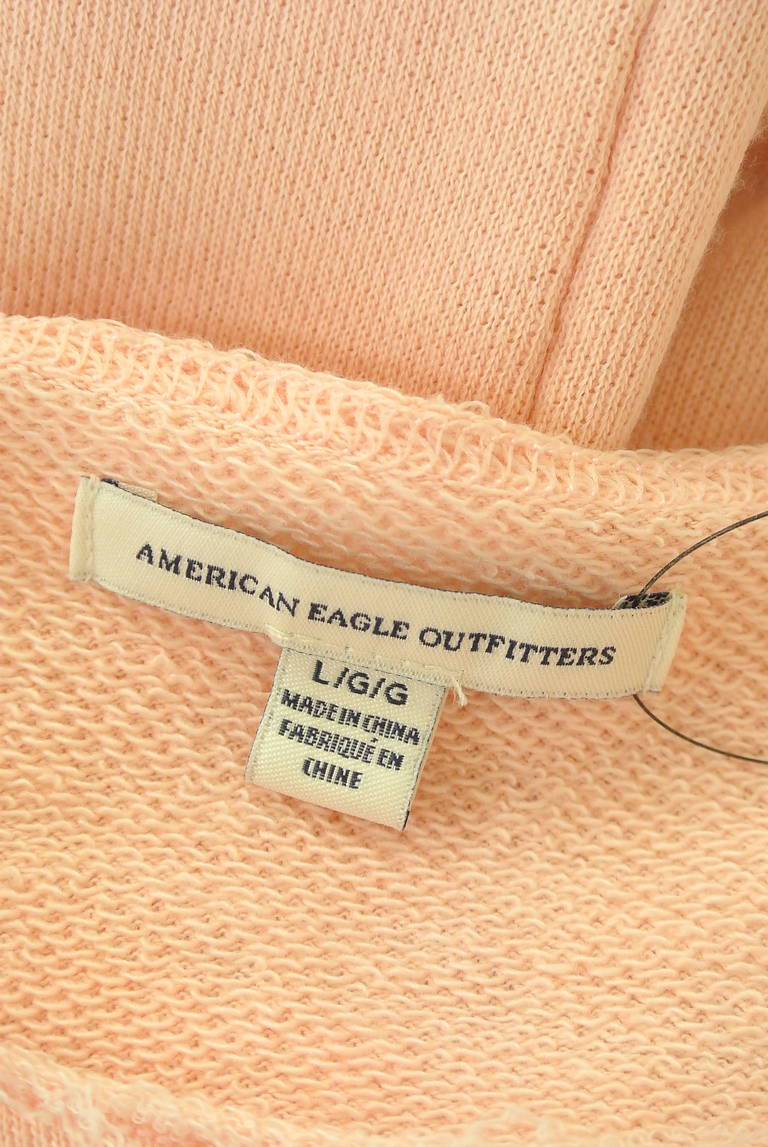 AMERICAN EAGLE OUTFITTERS
L/G/G
MADE IN CHINA
FABRIQUÉ EN
CHINE